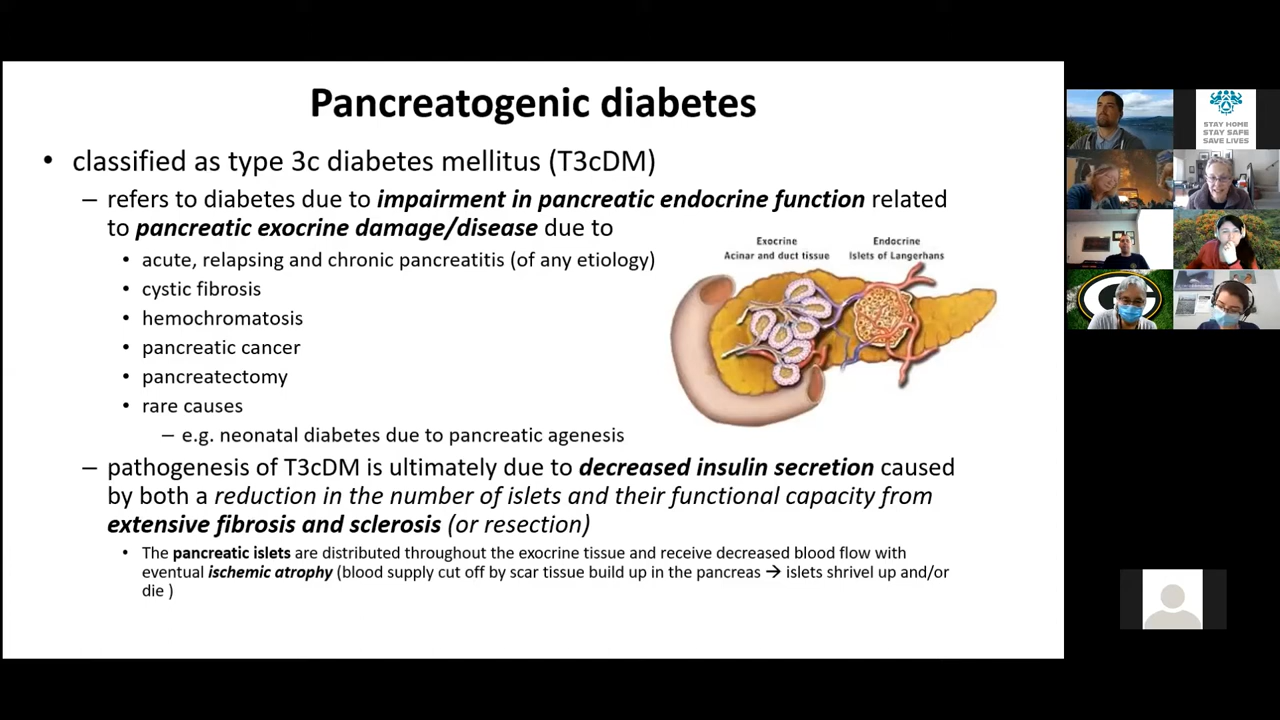 Pancreatogenic diabetes
• classified as type 3c diabetes mellitus (T3cDM)
– refers to diabetes due to impairment in pancreatic endocrine function related
to pancreatic exocrine damage/disease due to
• acute, relapsing and chronic pancreatitis (of any etiology)
• cystic fibrosis
• hemochromatosis
• pancreatic cancer
• pancreatectomy
• rare causes
– e.g. neonatal diabetes due to pancreatic agenesis
Exocrine
Acinar and duct tissue
Endocrine
Islets of Langerhans
– pathogenesis of T3cDM is ultimately due to decreased insulin secretion caused
by both a reduction in the number of islets and their functional capacity from
extensive fibrosis and sclerosis (or resection)
• The pancreatic islets are distributed throughout the exocrine tissue and receive decreased blood flow with
eventual ischemic atrophy (blood supply cut off by scar tissue build up in the pancreas → islets shrivel up and/or
die )
STAY HOME
STAY SAFE
SAVE LIVES
G